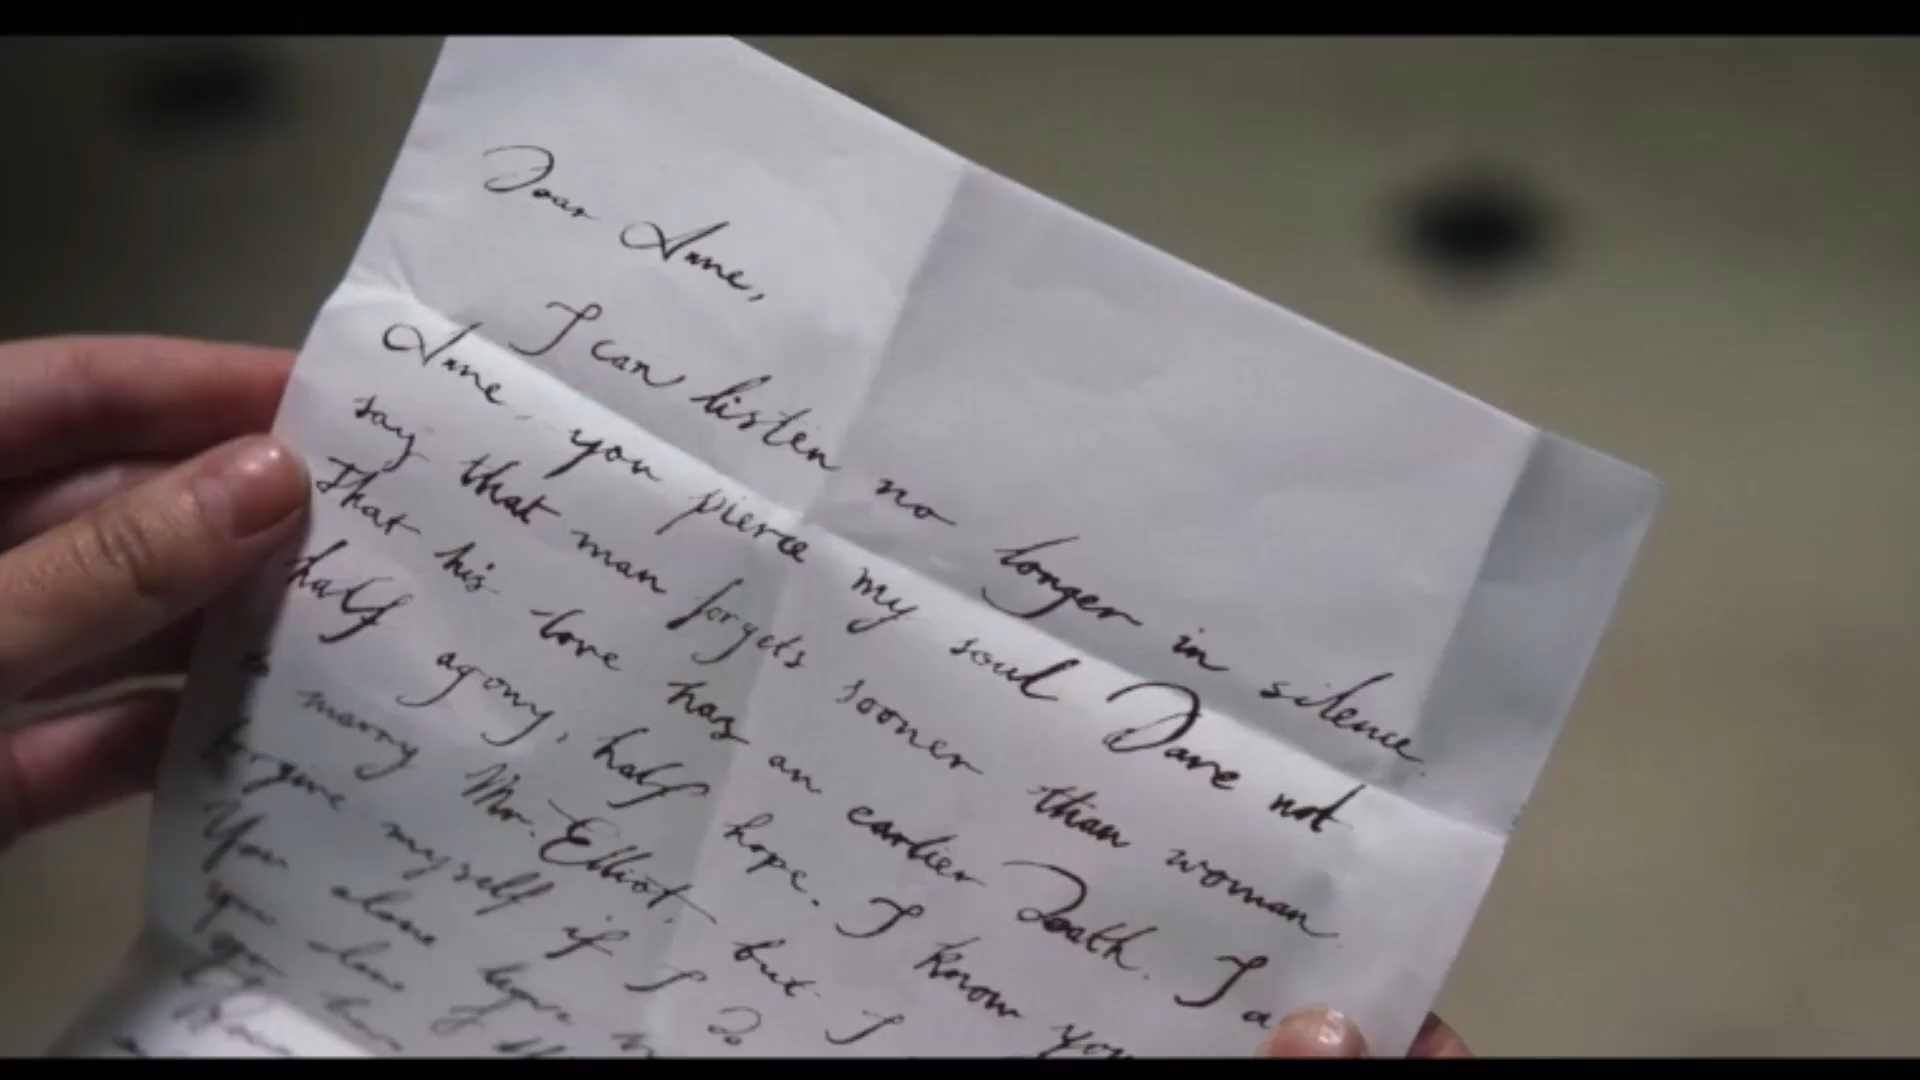 Dear Anne,
I can listen no longer in silence.
Anne, you pierce my soul Dare not
say that man forgets sooner than woman.
That his love has an earlier Death. I a
half agony, half hope. I know you
marry Mr. Elliot, but I
forgive myself if I Do
You alone
you